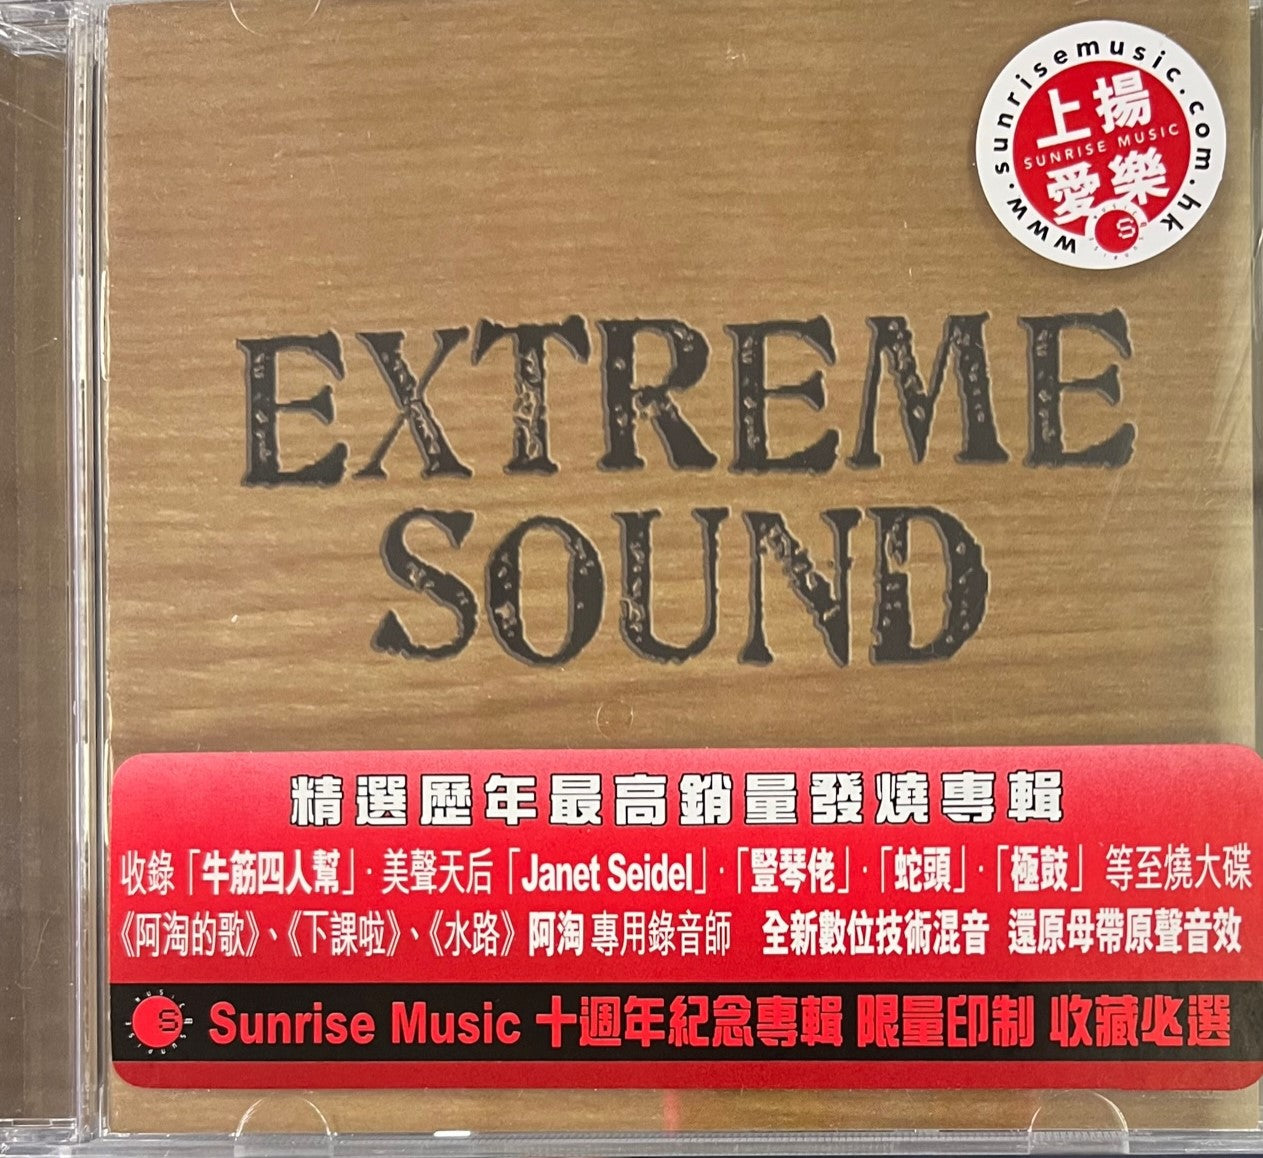 www.sunrisemusic.com.hk
上揚
SUNRISE MUSIC
愛樂
EXTREME
SOUND
精選歷年最高銷量發燒專輯
收錄「牛筋四人幫」·美聲天后「Janet Seidel」·「豎琴佬」·「蛇頭」·「極鼓」 等至燒大碟
《阿淘的歌》、《下課啦》、《水路》阿淘 專用錄音師 全新數位技術混音 還原母帶原聲音效
Sunrise Music 十週年紀念專輯 限量印制 收藏必選